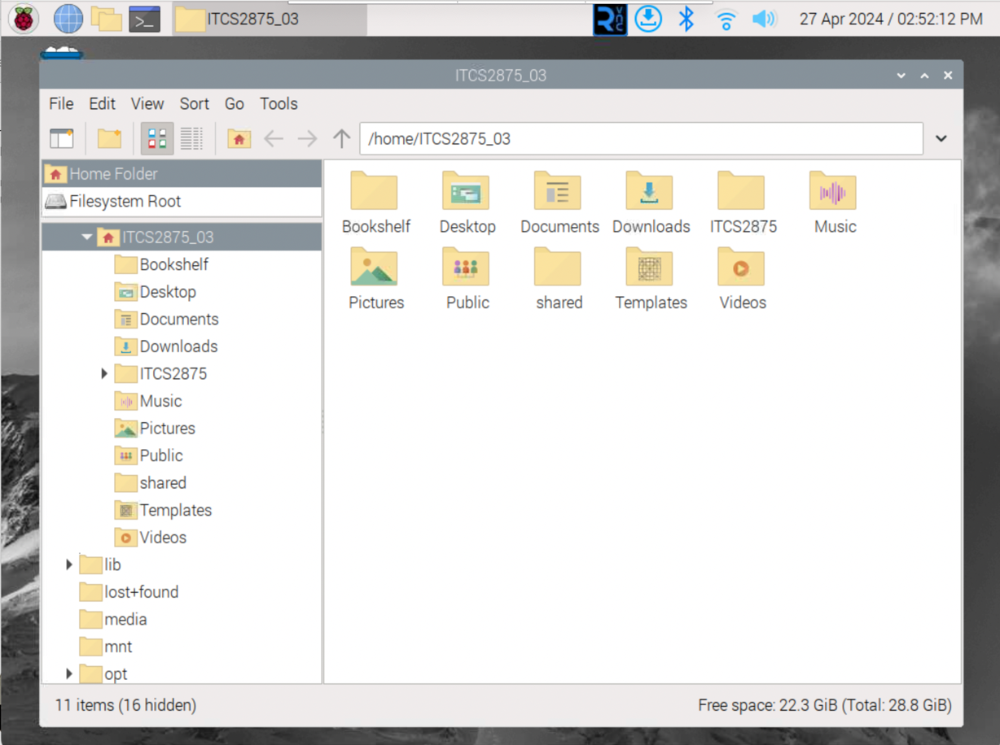 ITCS2875_03
VNC
27 Apr 2024 / 02:52:12 PM
ITCS2875_03
File Edit View Sort Go Tools
/home/ITCS2875_03
Home Folder
Filesystem Root
ITCS2875_03
Bookshelf
Desktop
Documents
Downloads
ITCS2875
Music
Pictures
Public
shared
Templates
Videos
lib
lost+found
media
mnt
opt
Bookshelf Desktop Documents Downloads ITCS2875 Music
Pictures Public shared Templates Videos
11 items (16 hidden)
Free space: 22.3 GiB (Total: 28.8 GiB)